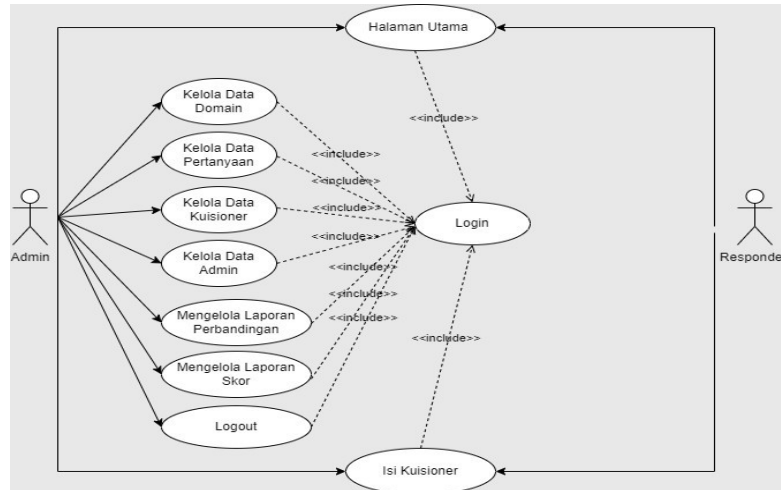 Halaman Utama
Kelola Data
Domain
<<include>>
<<include>>
Kelola Data
Pertanyaan
<<include>>
Kelola Data
Kuisioner
<<include>>
Login
Kelola Data
Admin
<<include>>
Admin
Responde
Mengelola Laporan
Perbandingan
<<include>>
<<include>>
<<include>>
<<include>>
Mengelola Laporan
Skor
Logout
Isi Kuisioner